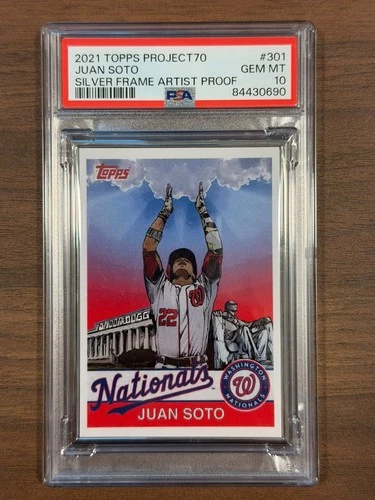 2021 TOPPS PROJECT70 #301
JUAN SOTO GEM MT
SILVER FRAME ARTIST PROOF 10
PSA 84430690
TOPPS
22 W
Nationals
WASHINGTON
W
NATIONALS
JUAN SOTO